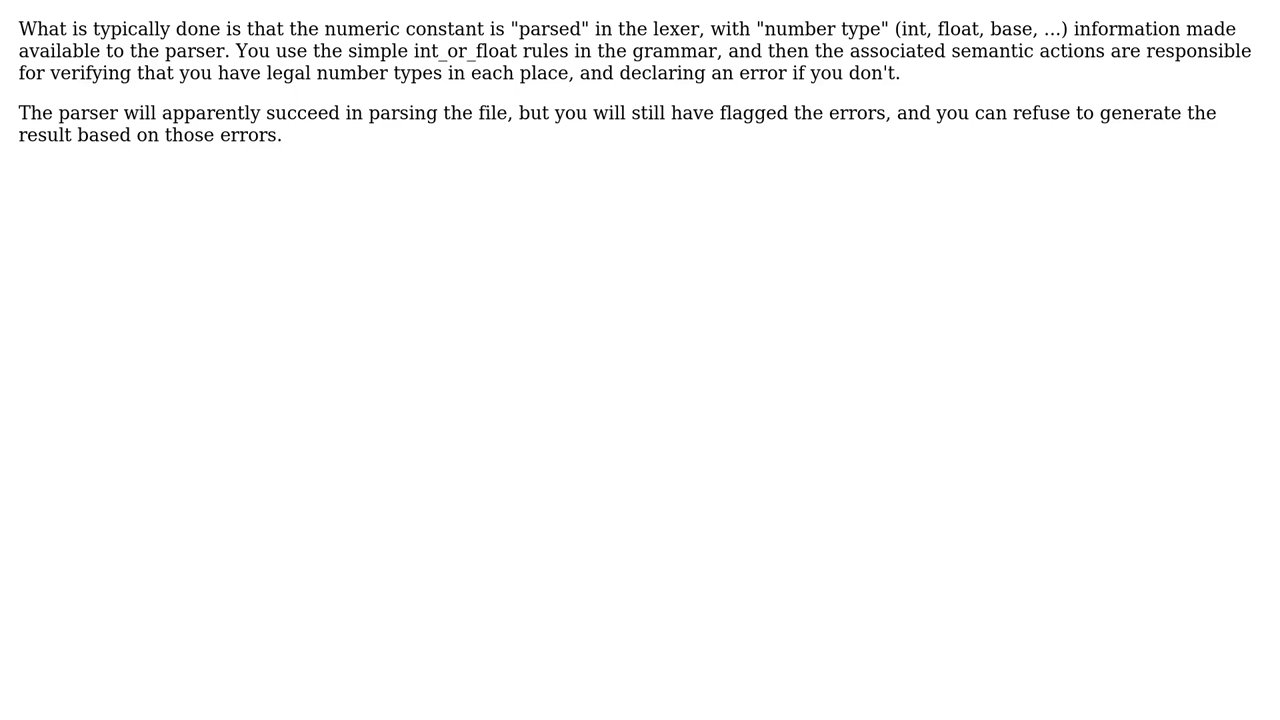 What is typically done is that the numeric constant is "parsed" in the lexer, with "number type" (int, float, base, ...) information made
available to the parser. You use the simple int_or_float rules in the grammar, and then the associated semantic actions are responsible
for verifying that you have legal number types in each place, and declaring an error if you don't.
The parser will apparently succeed in parsing the file, but you will still have flagged the errors, and you can refuse to generate the
result based on those errors.